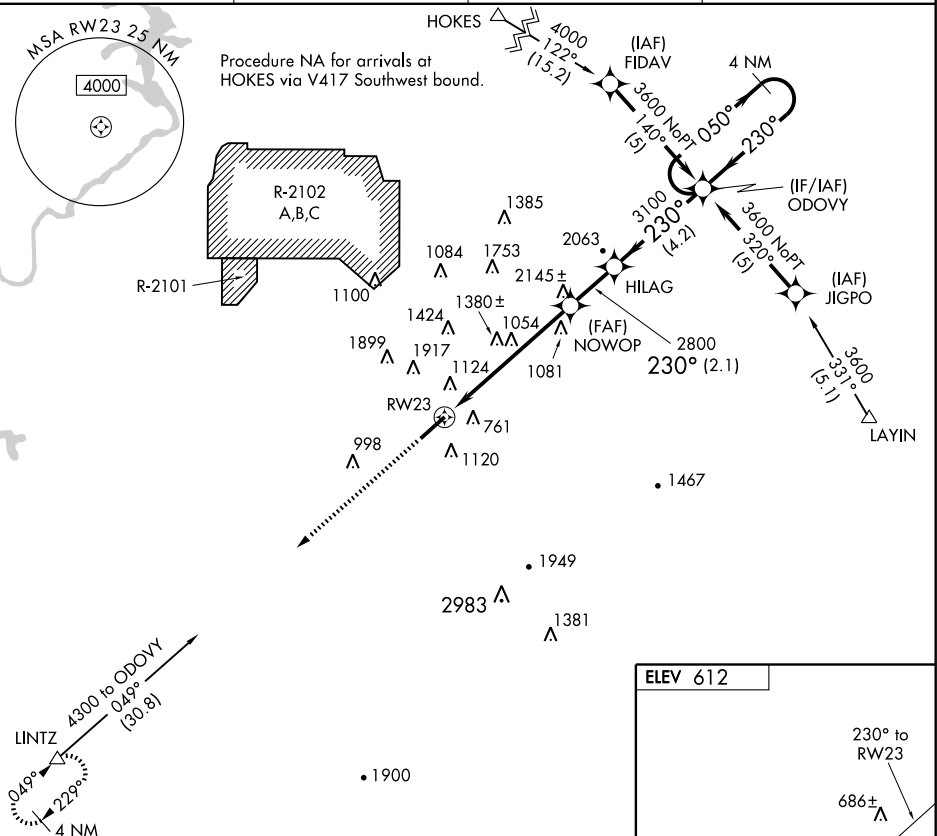 MSA RW23 25 NM
4000
Procedure NA for arrivals at
HOKES via V417 Southwest bound.
HOKES
4000
122°
(15.2)
(IAF)
FIDAV
4 NM
3600 NoPT
140°
(5)
050°
230°
(IF/IAF)
ODOVY
R-2102
A,B,C
R-2101
1100
1385
1084
1753
2063
3100
230°
(4.2)
3600 NoPT
320°
(5)
(IAF)
JIGPO
2145±
HILAG
1380±
1054
1424
(FAF)
NOWOP
1081
2800
230° (2.1)
1899
1917
1124
3600
331°
(5.1)
LAYIN
RW23
761
998
1120
1467
1949
2983
1381
4300 to ODOVY
049°
(30.8)
LINTZ
049°
229°
4 NM
1900
ELEV 612
230° to
RW23
686±